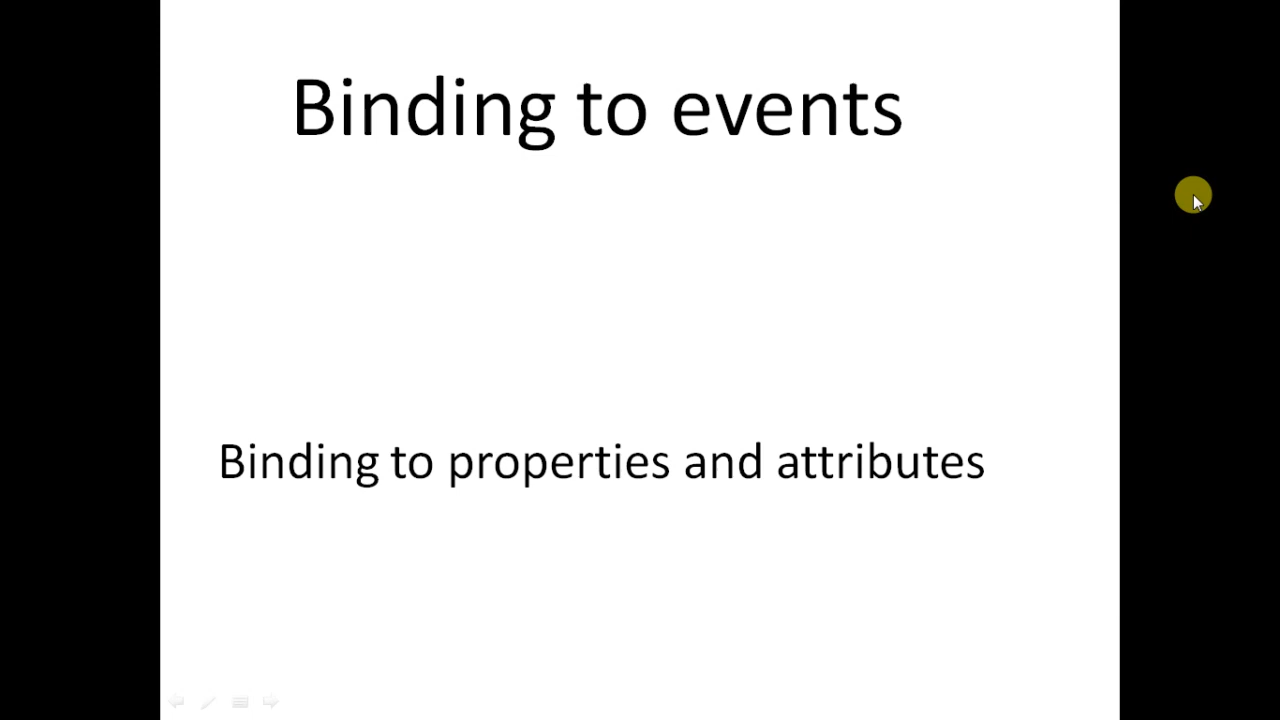 Binding to events
Binding to properties and attributes